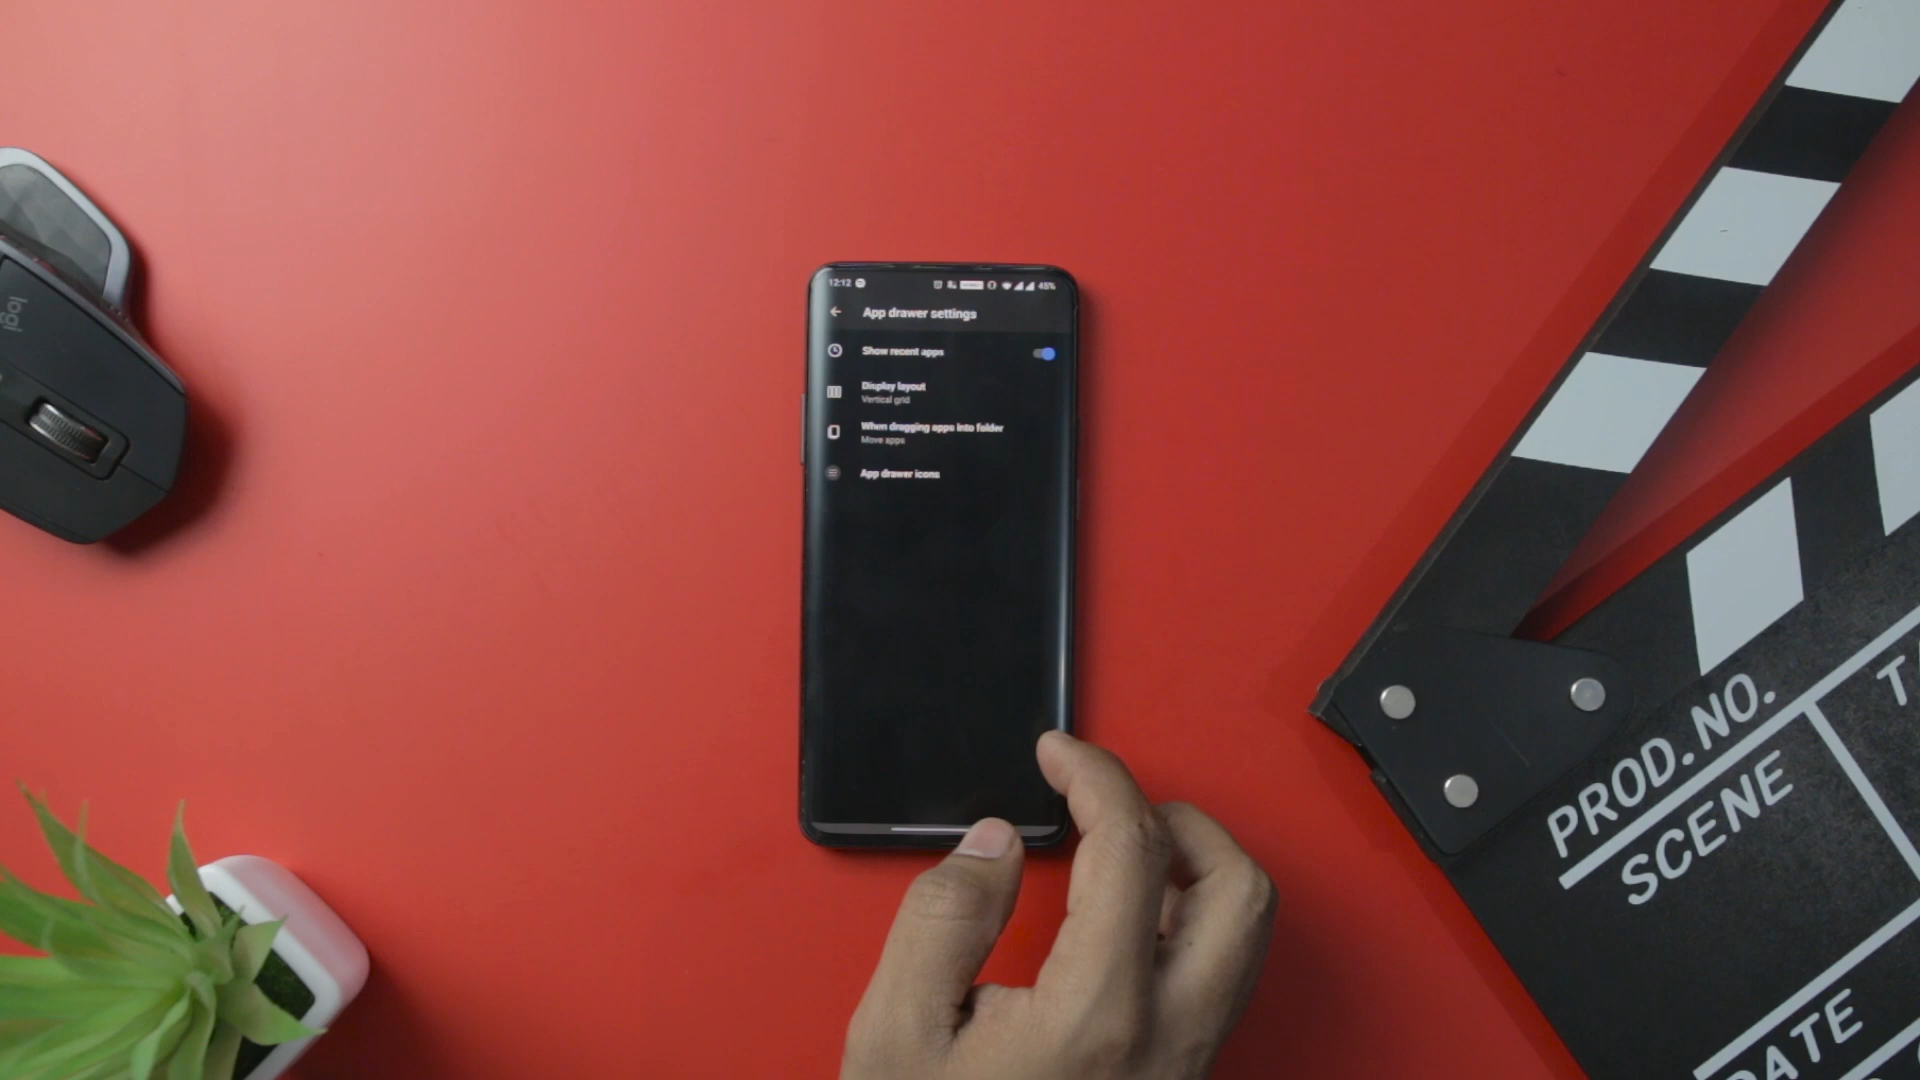 logi
12:12
45%
App drawer settings
Show recent apps
Display layout
Vertical grid
When dragging apps into folder
Move apps
App drawer icons
PROD. NO.
SCENE
T
DATE